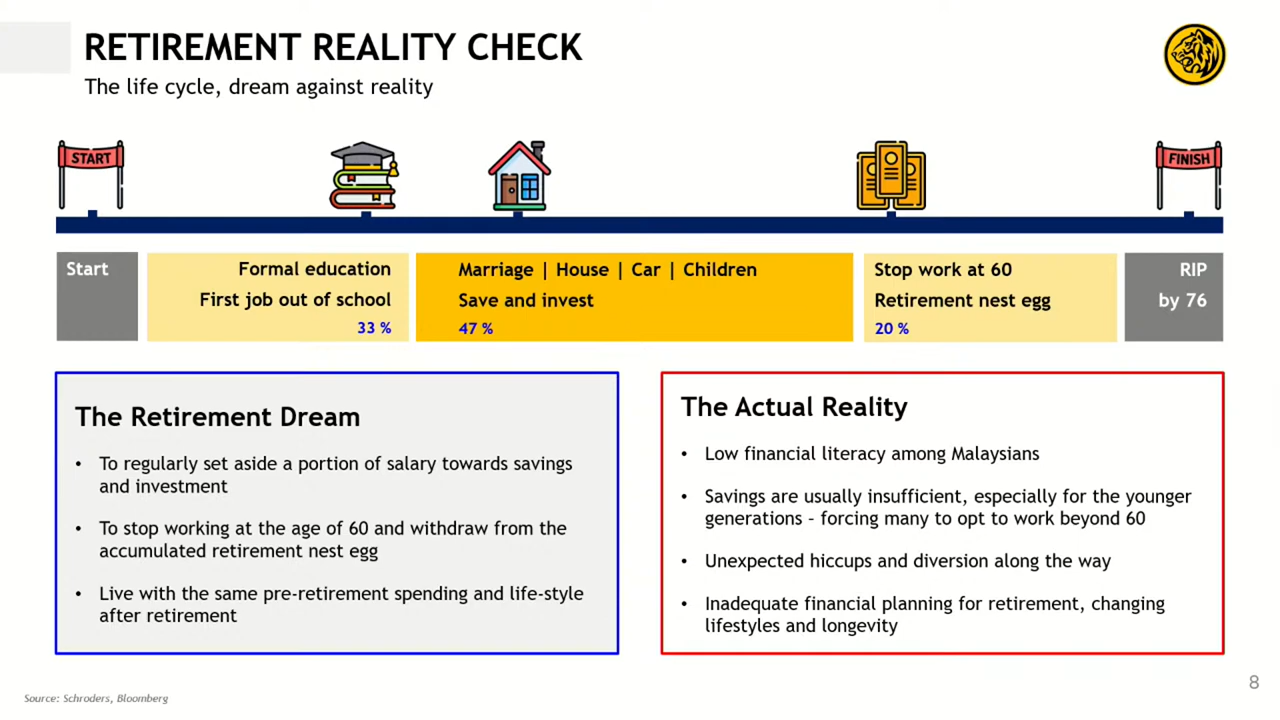 RETIREMENT REALITY CHECK
The life cycle, dream against reality
START
FINISH
Start
Formal education
First job out of school
33 %
Marriage | House | Car | Children
Save and invest
47 %
Stop work at 60
Retirement nest egg
20 %
RIP
by 76
The Retirement Dream
• To regularly set aside a portion of salary towards savings
and investment
• To stop working at the age of 60 and withdraw from the
accumulated retirement nest egg
• Live with the same pre-retirement spending and life-style
after retirement
The Actual Reality
• Low financial literacy among Malaysians
• Savings are usually insufficient, especially for the younger
generations – forcing many to opt to work beyond 60
• Unexpected hiccups and diversion along the way
• Inadequate financial planning for retirement, changing
lifestyles and longevity
Source: Schroders, Bloomberg
8